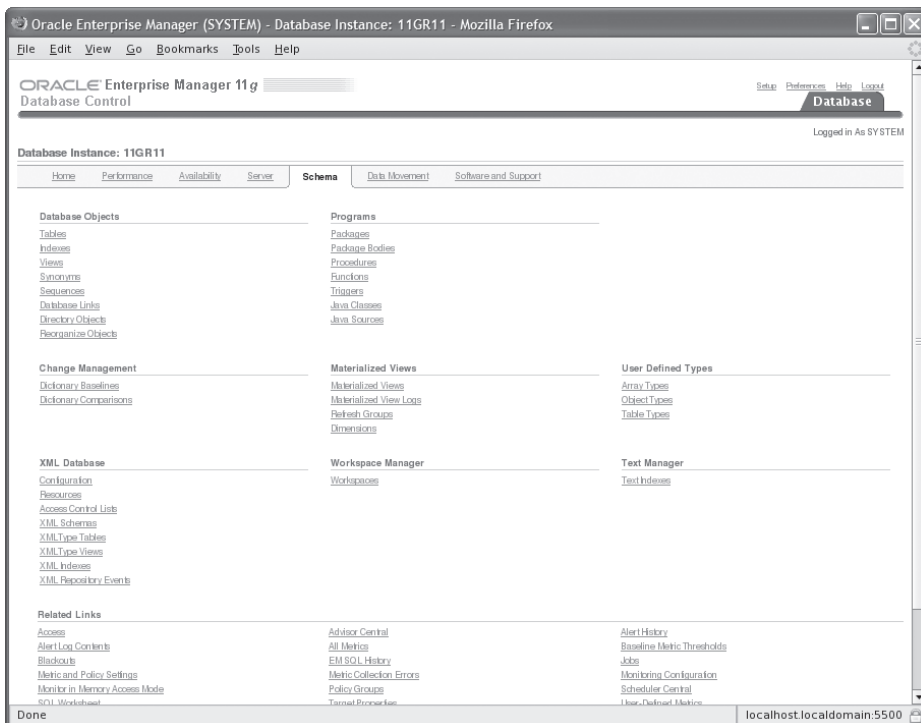 Oracle Enterprise Manager (SYSTEM) - Database Instance: 11GR11 - Mozilla Firefox
File Edit View Go Bookmarks Tools Help
ORACLE Enterprise Manager 11g
Database Control
Setup Preferences Help Logout
Database
Logged in As SYSTEM
Database Instance: 11GR11
Home Performance Availability Server Schema Data Movement Software and Support
Database Objects
Tables
Indexes
Views
Synonyms
Sequences
Database Links
Directory Objects
Reorganize Objects
Programs
Packages
Package Bodies
Procedures
Functions
Triggers
Java Classes
Java Sources
Change Management
Dictionary Baselines
Dictionary Comparisons
Materialized Views
Materialized Views
Materialized View Logs
Refresh Groups
Dimensions
User Defined Types
Array Types
Object Types
Table Types
XML Database
Configuration
Resources
Access Control Lists
XML Schemas
XMLType Tables
XMLType Views
XML Indexes
XML Repository Events
Workspace Manager
Workspaces
Text Manager
Text Indexes
Related Links
Access
Alert Log Contents
Blackouts
Metric and Policy Settings
Monitor in Memory Access Mode
SQL Worksheet
Advisor Central
All Metrics
EM SQL History
Metric Collection Errors
Policy Groups
Target Properties
Alert History
Baseline Metric Thresholds
Jobs
Monitoring Configuration
Scheduler Central
User-Defined Metrics
Done
localhost.localdomain:5500